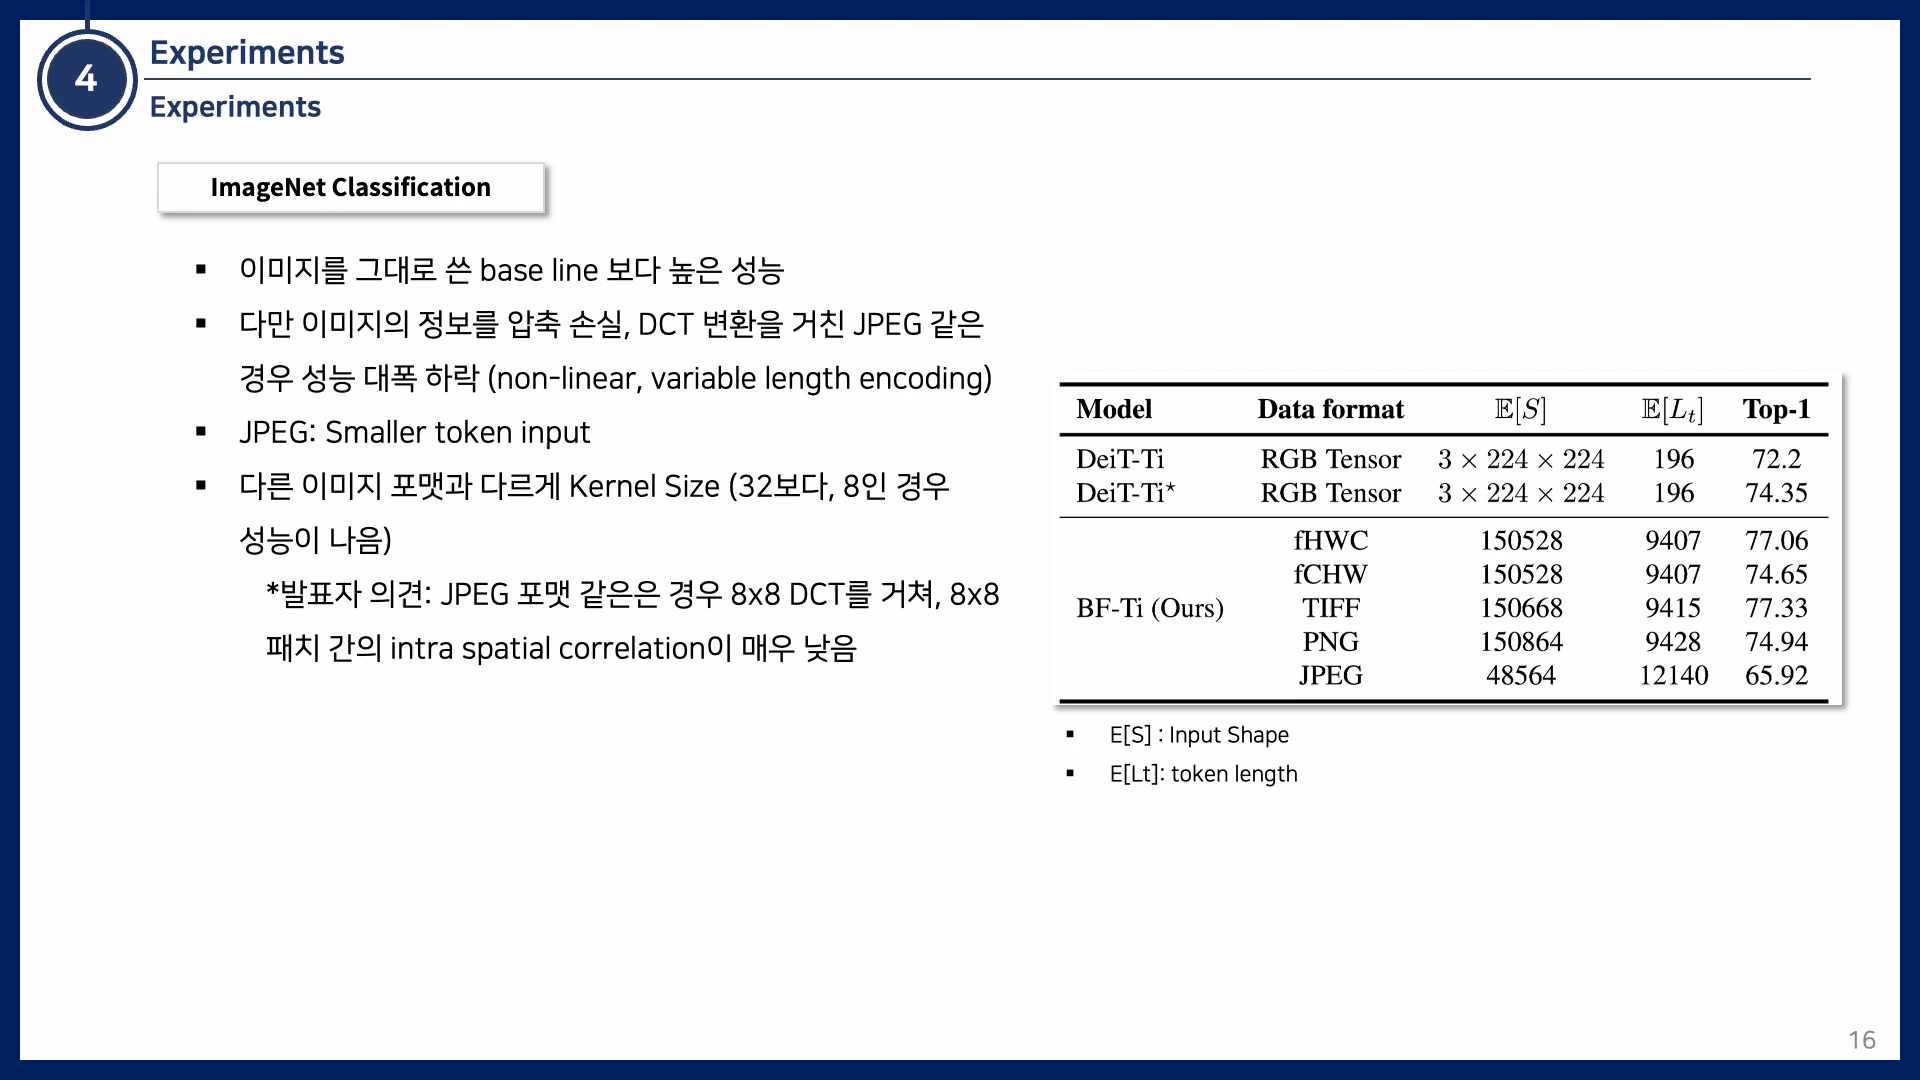 4
Experiments
Experiments
ImageNet Classification
▪ 이미지를 그대로 쓴 base line 보다 높은 성능
▪ 다만 이미지의 정보를 압축 손실, DCT 변환을 거친 JPEG 같은
경우 성능 대폭 하락 (non-linear, variable length encoding)
▪ JPEG: Smaller token input
▪ 다른 이미지 포맷과 다르게 Kernel Size (32보다, 8인 경우
성능이 나음)
*발표자 의견: JPEG 포맷 같은은 경우 8x8 DCT를 거쳐, 8x8
패치 간의 intra spatial correlation이 매우 낮음
Model Data format 𝔼[S] 𝔼[L_t] Top-1
DeiT-Ti RGB Tensor 3 × 224 × 224 196 72.2
DeiT-Ti⋆ RGB Tensor 3 × 224 × 224 196 74.35
fHWC 150528 9407 77.06
fCHW 150528 9407 74.65
BF-Ti (Ours) TIFF 150668 9415 77.33
PNG 150864 9428 74.94
JPEG 48564 12140 65.92
▪ E[S] : Input Shape
▪ E[Lt]: token length
16